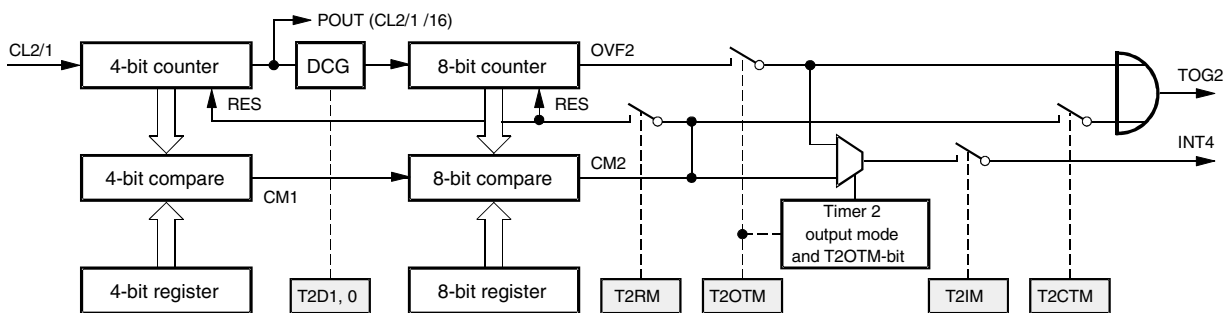 POUT (CL2/1 /16)
CL2/1
4-bit counter
DCG
8-bit counter
OVF2
TOG2
RES
RES
INT4
4-bit compare
CM1
8-bit compare
CM2
Timer 2
output mode
and T2OTM-bit
4-bit register
T2D1, 0
8-bit register
T2RM
T2OTM
T2IM
T2CTM